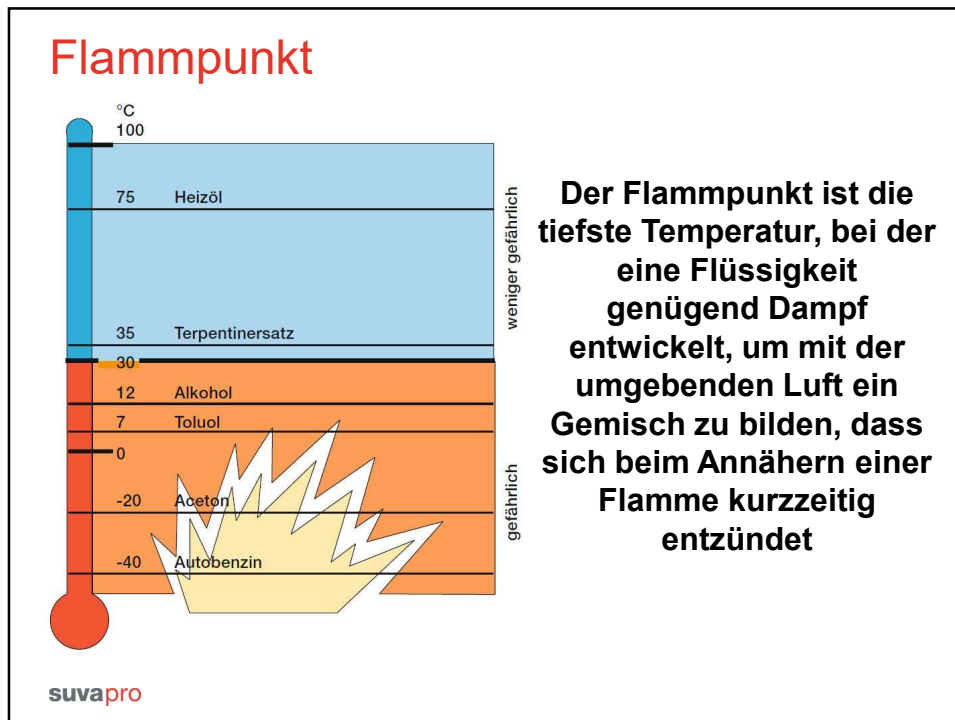 Flammpunkt
°C
100
75 Heizöl
35 Terpentinersatz
30
12 Alkohol
7 Toluol
0
-20 Aceton
-40 Autobenzin
weniger gefährlich
gefährlich
Der Flammpunkt ist die
tiefste Temperatur, bei der
eine Flüssigkeit
genügend Dampf
entwickelt, um mit der
umgebenden Luft ein
Gemisch zu bilden, dass
sich beim Annähern einer
Flamme kurzzeitig
entzündet
suvapro